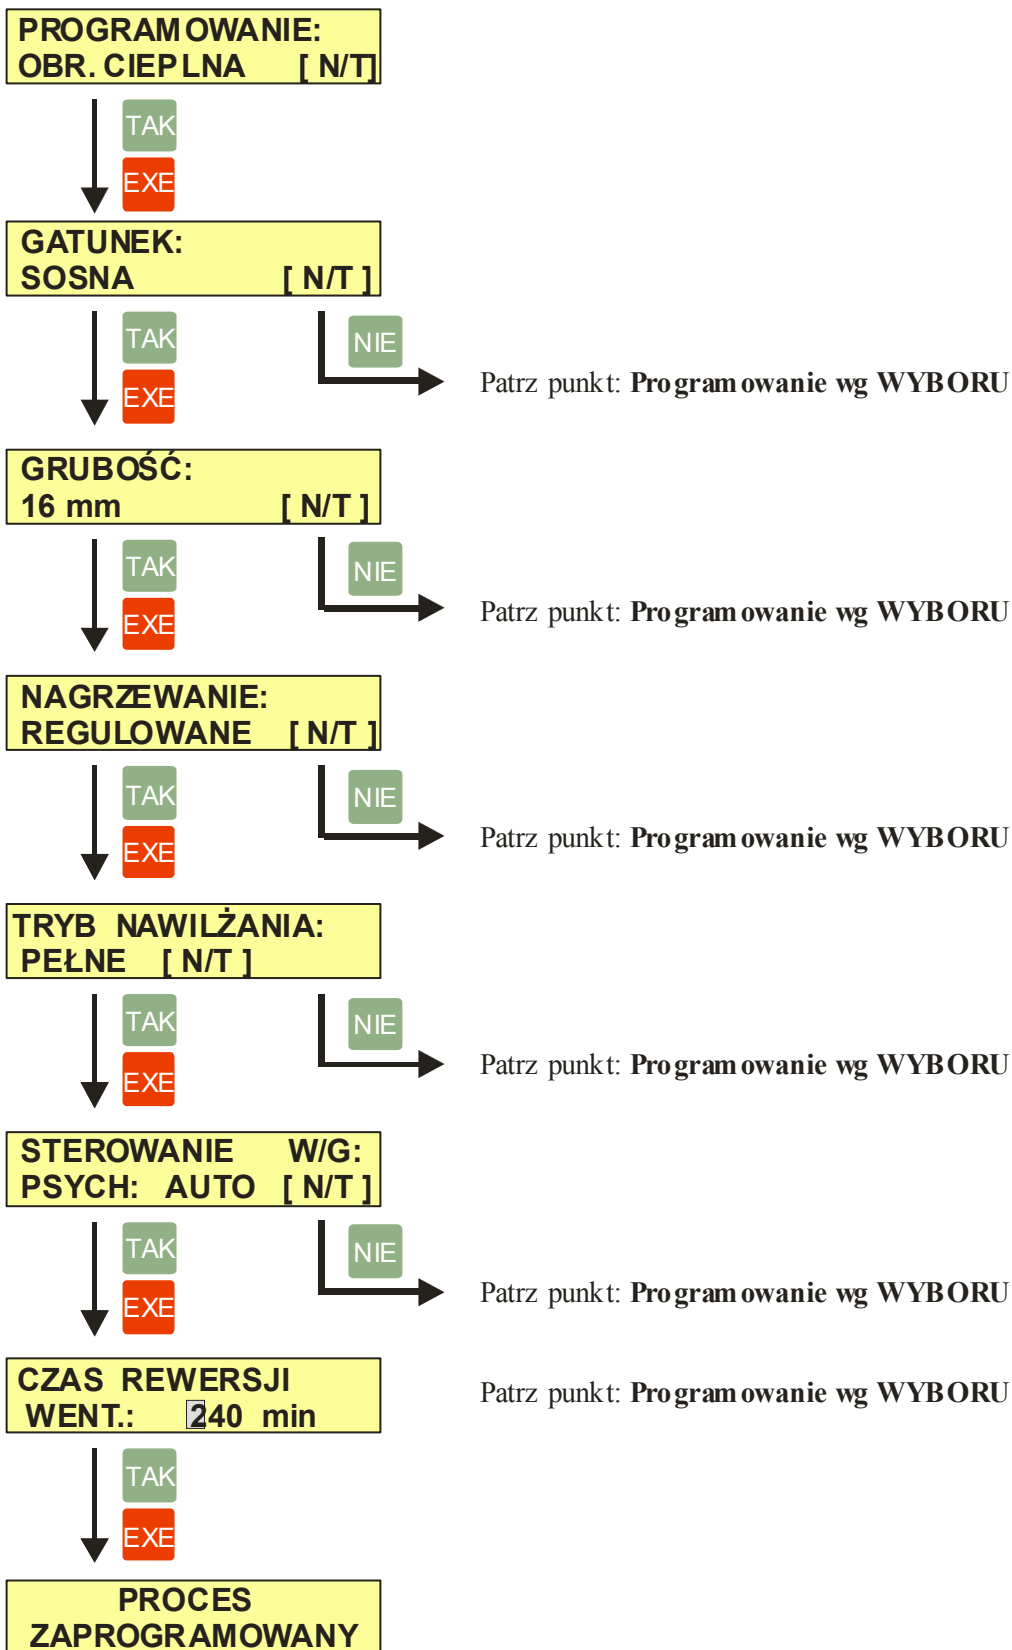 PROGRAMOWANIE:
OBR. CIEPLNA [ N/T]
TAK
EXE
GATUNEK:
SOSNA [ N/T ]
TAK
NIE
EXE
Patrz punkt: Programowanie wg WYBORU
GRUBOŚĆ:
16 mm [ N/T ]
TAK
NIE
EXE
Patrz punkt: Programowanie wg WYBORU
NAGRZEWANIE:
REGULOWANE [ N/T ]
TAK
NIE
EXE
Patrz punkt: Programowanie wg WYBORU
TRYB NAWILŻANIA:
PEŁNE [ N/T ]
TAK
NIE
EXE
Patrz punkt: Programowanie wg WYBORU
STEROWANIE W/G:
PSYCH: AUTO [ N/T ]
TAK
NIE
EXE
Patrz punkt: Programowanie wg WYBORU
CZAS REWERSJI
WENT.: 240 min
Patrz punkt: Programowanie wg WYBORU
TAK
EXE
PROCES
ZAPROGRAMOWANY